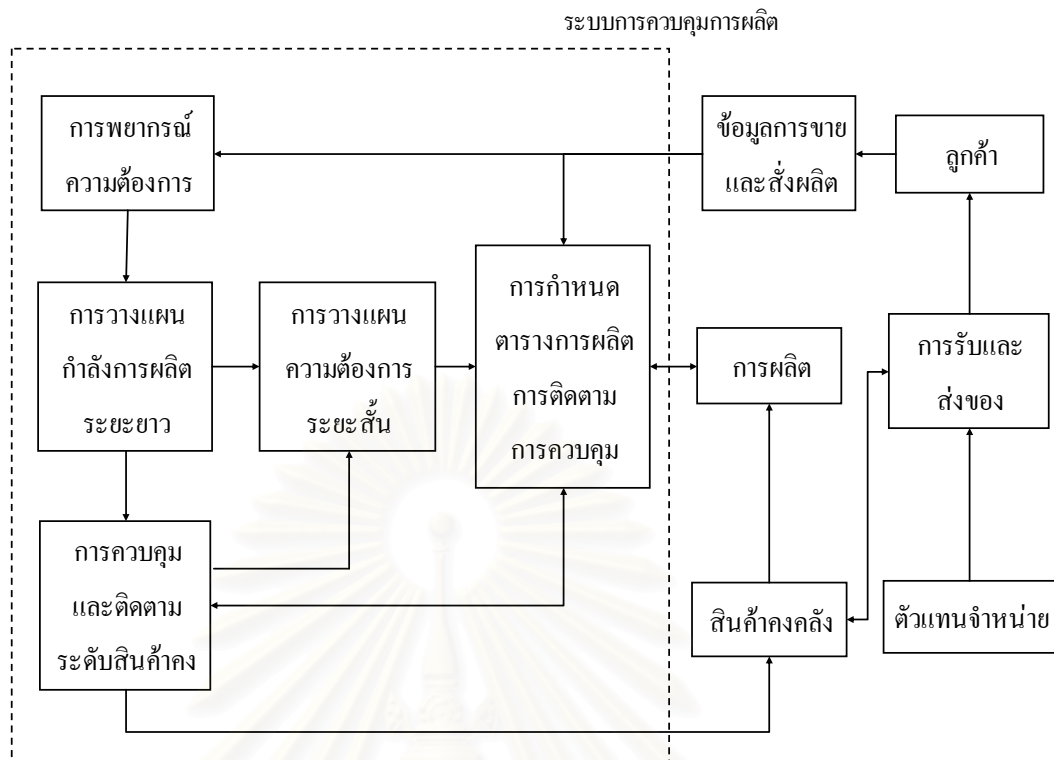 ระบบการควบคุมการผลิต
การพยากรณ์
ความต้องการ
ข้อมูลการขาย
และสั่งผลิต
ลูกค้า
การวางแผน
กำลังการผลิต
ระยะยาว
การวางแผน
ความต้องการ
ระยะสั้น
การกำหนด
ตารางการผลิต
การติดตาม
การควบคุม
การผลิต
การรับและ
ส่งของ
การควบคุม
และติดตาม
ระดับสินค้าคง
สินค้าคงคลัง
ตัวแทนจำหน่าย